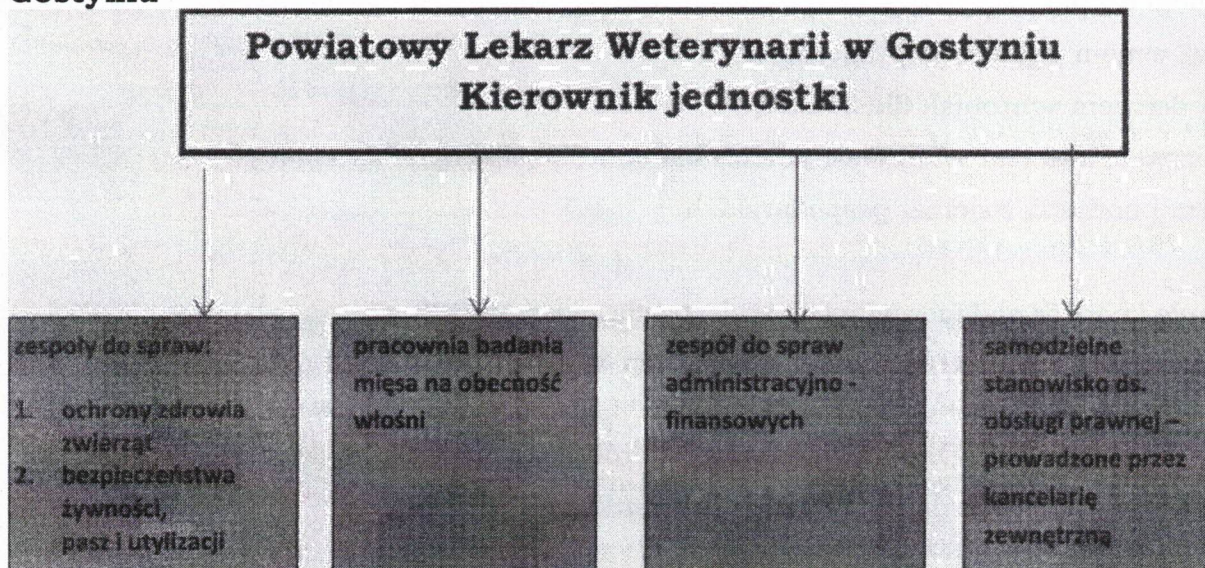 Powiatowy Lekarz Weterynarii w Gostyniu
Kierownik jednostki
zespoły do spraw:
1. ochrony zdrowia
zwierząt
2. bezpieczeństwa
żywności,
pasz i utylizacji
pracownia badania
mięsa na obecność
włośni
zespół do spraw
administracyjno -
finansowych
samodzielne
stanowisko ds.
obsługi prawnej –
prowadzone przez
kancelarię
zewnętrzną